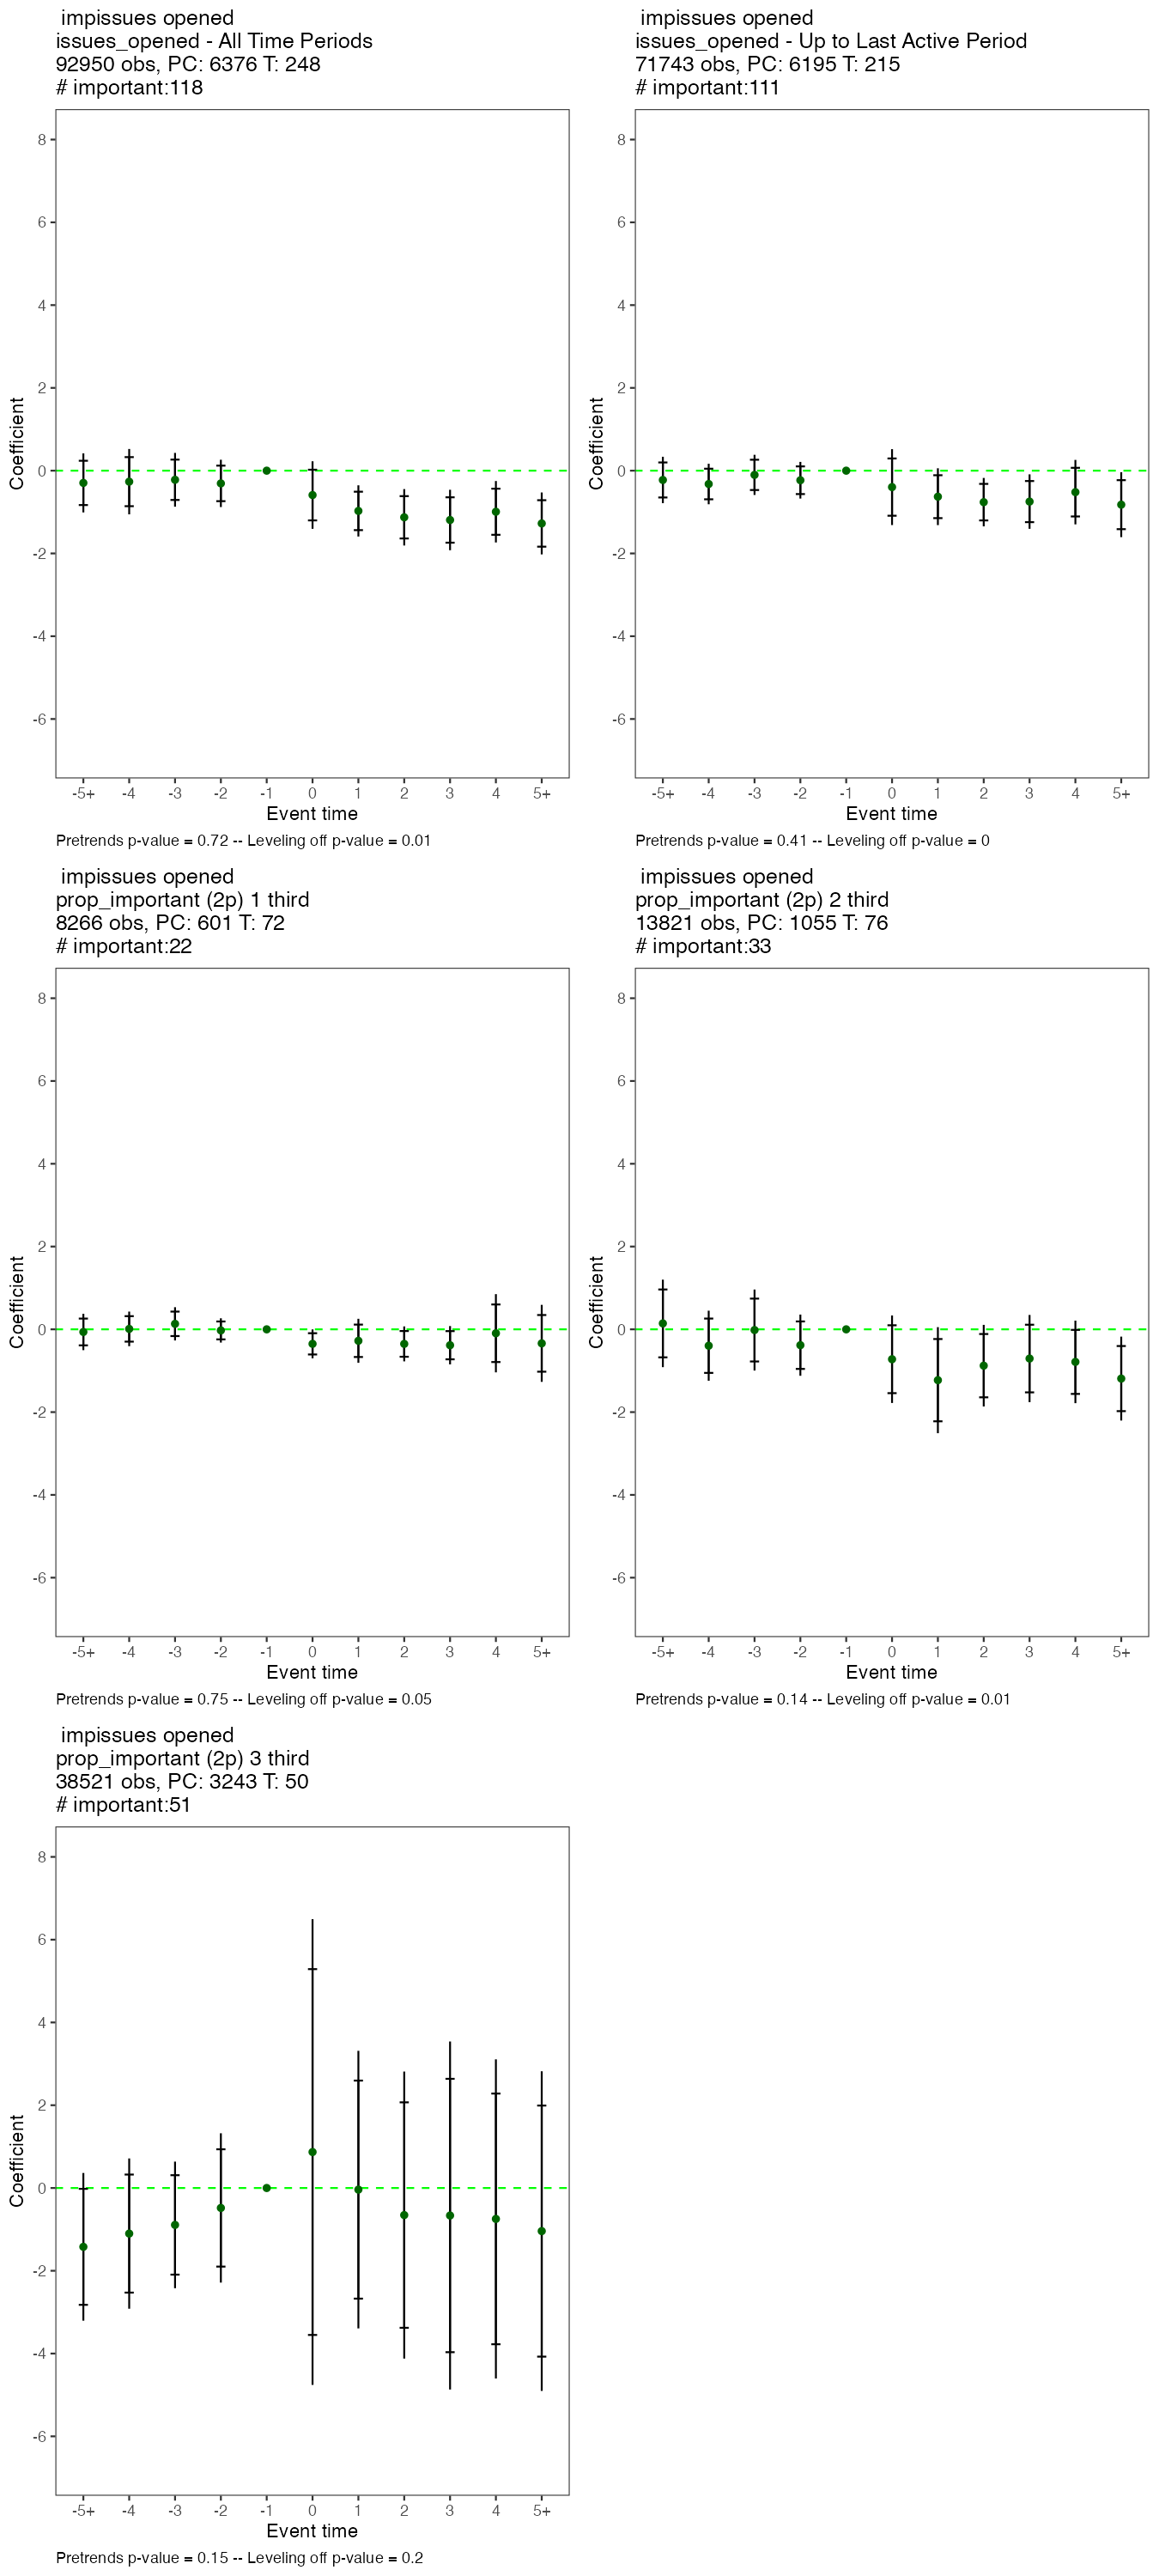 impissues opened
issues_opened - All Time Periods
92950 obs, PC: 6376 T: 248
# important:118
8
6
4
2
0
-2
-4
-6
Coefficient
-5+ -4 -3 -2 -1 0 1 2 3 4 5+
Event time
Pretrends p-value = 0.72 -- Leveling off p-value = 0.01
impissues opened
issues_opened - Up to Last Active Period
71743 obs, PC: 6195 T: 215
# important:111
8
6
4
2
0
-2
-4
-6
Coefficient
-5+ -4 -3 -2 -1 0 1 2 3 4 5+
Event time
Pretrends p-value = 0.41 -- Leveling off p-value = 0
impissues opened
prop_important (2p) 1 third
8266 obs, PC: 601 T: 72
# important:22
8
6
4
2
0
-2
-4
-6
Coefficient
-5+ -4 -3 -2 -1 0 1 2 3 4 5+
Event time
Pretrends p-value = 0.75 -- Leveling off p-value = 0.05
impissues opened
prop_important (2p) 2 third
13821 obs, PC: 1055 T: 76
# important:33
8
6
4
2
0
-2
-4
-6
Coefficient
-5+ -4 -3 -2 -1 0 1 2 3 4 5+
Event time
Pretrends p-value = 0.14 -- Leveling off p-value = 0.01
impissues opened
prop_important (2p) 3 third
38521 obs, PC: 3243 T: 50
# important:51
8
6
4
2
0
-2
-4
-6
Coefficient
-5+ -4 -3 -2 -1 0 1 2 3 4 5+
Event time
Pretrends p-value = 0.15 -- Leveling off p-value = 0.2